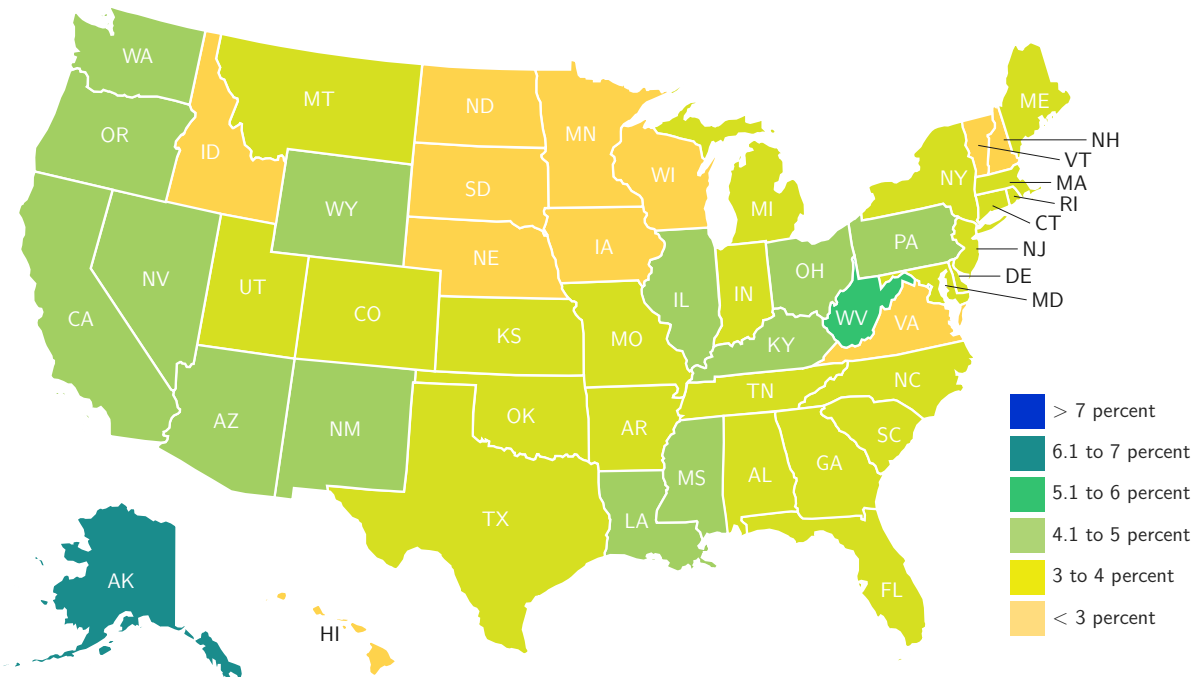 WA
MT
ND
MN
ME
OR
ID
NH
VT
WI
SD
NY
MA
RI
WY
MI
CT
PA
NJ
IA
NE
OH
DE
NV
UT
IN
IL
MD
CO
CA
WV
VA
KS
MO
KY
NC
TN
OK
AZ
NM
AR
SC
GA
AL
MS
TX
LA
FL
AK
HI
> 7 percent
6.1 to 7 percent
5.1 to 6 percent
4.1 to 5 percent
3 to 4 percent
< 3 percent